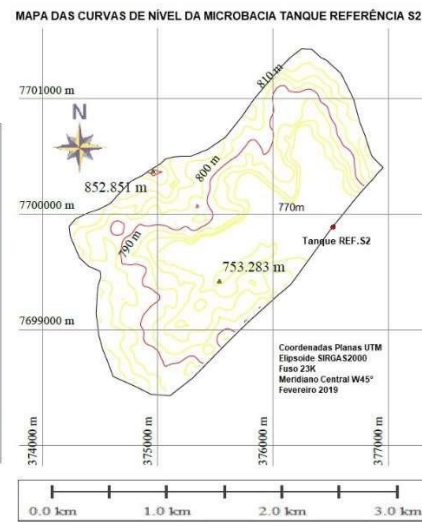 MAPA DAS CURVAS DE NÍVEL DA MICROBACIA TANQUE REFERÊNCIA S2
7701000 m
N
810 m
800 m
852.851 m
7700000 m
770m
Tanque REF.S2
790 m
753.283 m
7699000 m
Coordenadas Planas UTM
Elipsoide SIRGAS2000
Fuso 23K
Meridiano Central W45°
Fevereiro 2019
374000 m
375000 m
376000 m
377000 m
0.0 km
1.0 km
2.0 km
3.0 km